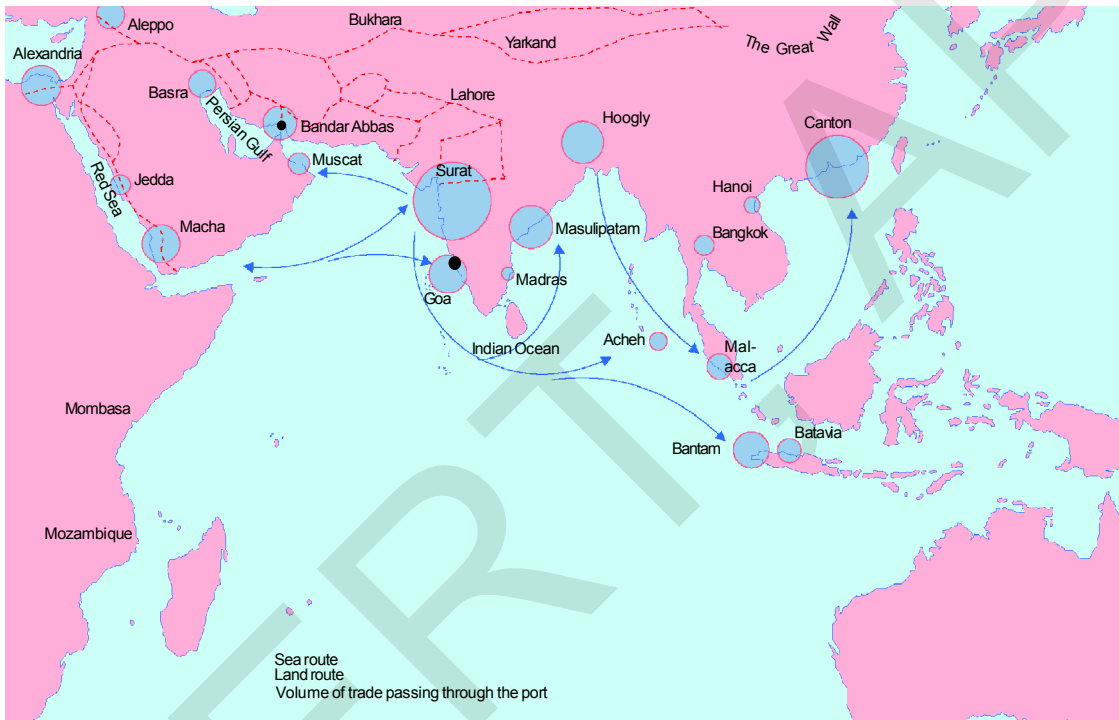 Aleppo
Bukhara
Yarkand
The Great Wall
Alexandria
Basra
Persian Gulf
Lahore
Bandar Abbas
Hoogly
Canton
Muscat
Surat
Red Sea
Jedda
Hanoi
Macha
Masulipatam
Bangkok
Goa
Madras
Indian Ocean
Acheh
Mal-
acca
Mombasa
Bantam
Batavia
Mozambique
Sea route
Land route
Volume of trade passing through the port